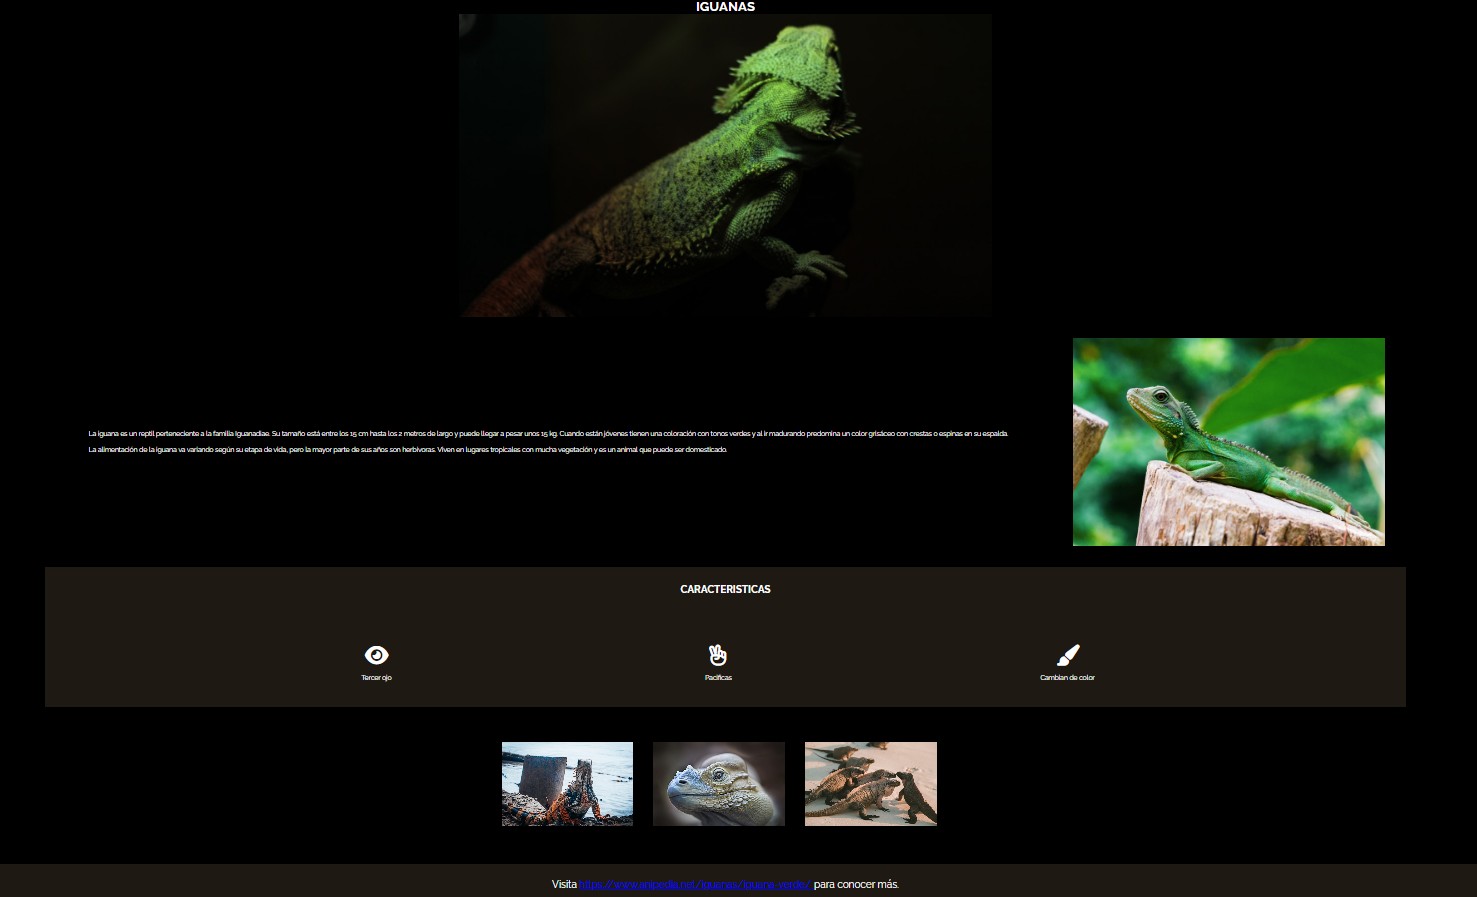 IGUANAS
La iguana es un reptil perteneciente a la familia Iguanadiae. Su tamaño está entre los 15 cm hasta los 2 metros de largo y puede llegar a pesar unos 15 kg. Cuando están jóvenes tienen una coloración con tonos verdes y al ir madurando predomina un color grisáceo con crestas o espinas en su espalda.
La alimentación de la iguana va variando según su etapa de vida, pero la mayor parte de sus años son herbívoras. Viven en lugares tropicales con mucha vegetación y es un animal que puede ser domesticado.
CARACTERISTICAS
Tercer ojo
Pacíficas
Cambian de color
Visita https://www.anipedia.net/iguanas/iguana-verde/ para conocer más.